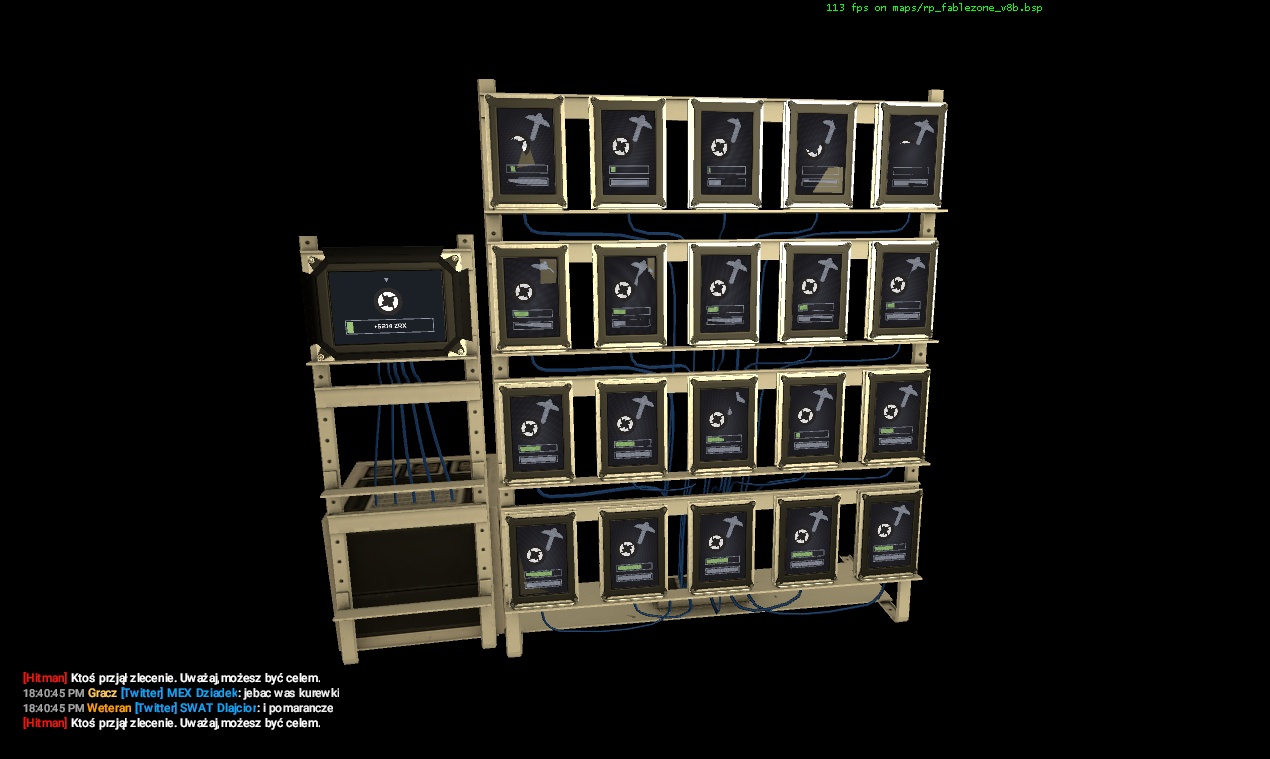 113 fps on maps/rp_fablezone_v8b.bsp
+5214 ZRX
[Hitman] Ktoś przjął zlecenie. Uważaj,możesz być celem.
18:40:45 PM Gracz [Twitter] MEX Dziadek: jebac was kurewki
18:40:45 PM Weteran [Twitter] SWAT Dlajcior: i pomarancze
[Hitman] Ktoś przjął zlecenie. Uważaj,możesz być celem.